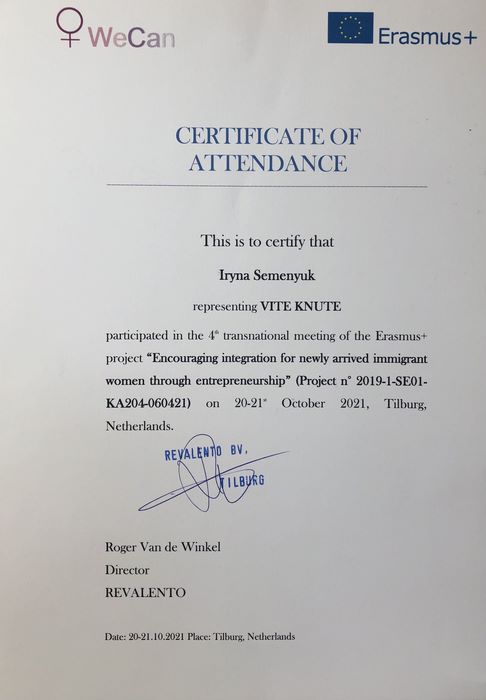 WeCan
Erasmus+
CERTIFICATE OF
ATTENDANCE
This is to certify that
Iryna Semenyuk
representing VITE KNUTE
participated in the 4th transnational meeting of the Erasmus+
project “Encouraging integration for newly arrived immigrant
women through entrepreneurship” (Project n° 2019-1-SE01-
KA204-060421) on 20-21st October 2021, Tilburg,
Netherlands.
REVALENTO BV.
TILBURG
Roger Van de Winkel
Director
REVALENTO
Date: 20-21.10.2021 Place: Tilburg, Netherlands